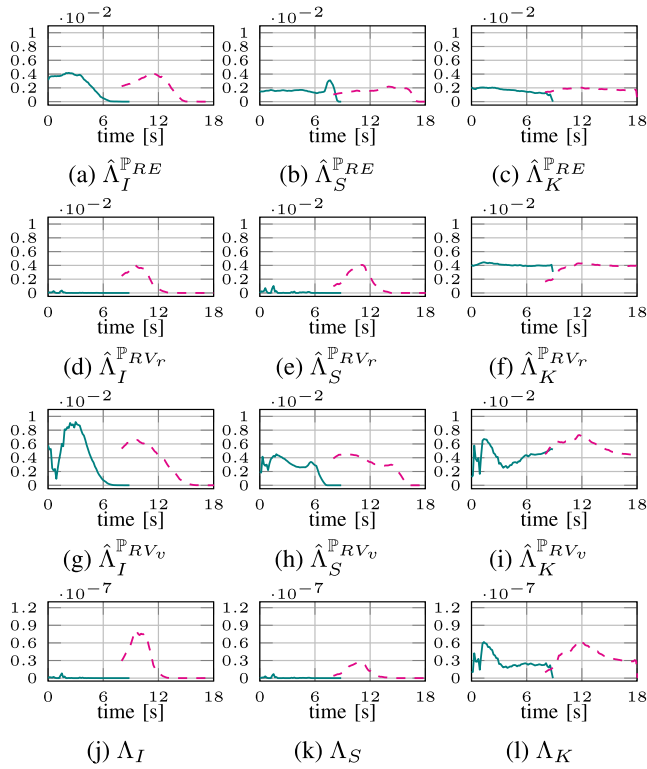 ·10⁻² ·10⁻² ·10⁻²
1 1 1
0.8 0.8 0.8
0.6 0.6 0.6
0.4 0.4 0.4
0.2 0.2 0.2
0 0 0
0 6 12 18 0 6 12 18 0 6 12 18
time [s] time [s] time [s]
(a) Λ̂_I^{ℙ_{RE}} (b) Λ̂_S^{ℙ_{RE}} (c) Λ̂_K^{ℙ_{RE}}
·10⁻² ·10⁻² ·10⁻²
1 1 1
0.8 0.8 0.8
0.6 0.6 0.6
0.4 0.4 0.4
0.2 0.2 0.2
0 0 0
0 6 12 18 0 6 12 18 0 6 12 18
time [s] time [s] time [s]
(d) Λ̂_I^{ℙ_{RV_r}} (e) Λ̂_S^{ℙ_{RV_r}} (f) Λ̂_K^{ℙ_{RV_r}}
·10⁻² ·10⁻² ·10⁻²
1 1 1
0.8 0.8 0.8
0.6 0.6 0.6
0.4 0.4 0.4
0.2 0.2 0.2
0 0 0
0 6 12 18 0 6 12 18 0 6 12 18
time [s] time [s] time [s]
(g) Λ̂_I^{ℙ_{RV_v}} (h) Λ̂_S^{ℙ_{RV_v}} (i) Λ̂_K^{ℙ_{RV_v}}
·10⁻⁷ ·10⁻⁷ ·10⁻⁷
1.2 1.2 1.2
0.9 0.9 0.9
0.6 0.6 0.6
0.3 0.3 0.3
0 0 0
0 6 12 18 0 6 12 18 0 6 12 18
time [s] time [s] time [s]
(j) Λ_I (k) Λ_S (l) Λ_K